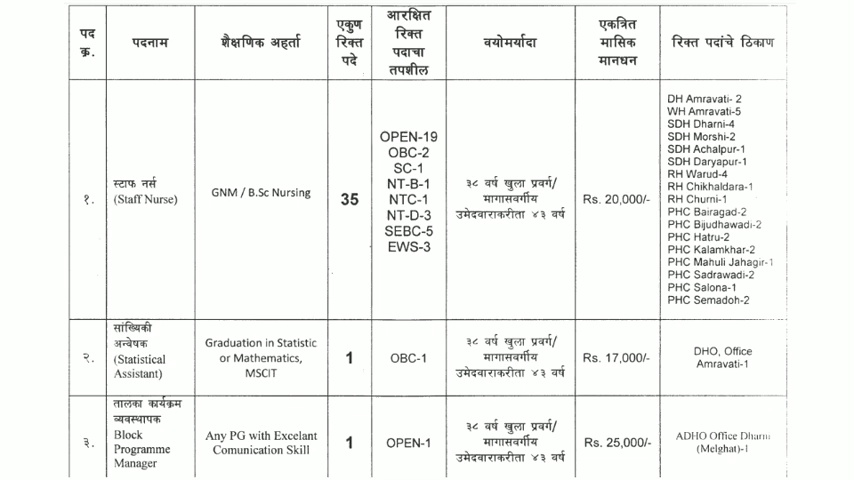 पद
क्र.
पदनाम
शैक्षणिक अहर्ता
एकुण
रिक्त
पदे
आरक्षित
रिक्त
पदाचा
तपशील
वयोमर्यादा
एकत्रित
मासिक
मानधन
रिक्त पदांचे ठिकाण
१.
स्टाफ नर्स
(Staff Nurse)
GNM / B.Sc Nursing
35
OPEN-19
OBC-2
SC-1
NT-B-1
NTC-1
NT-D-3
SEBC-5
EWS-3
३८ वर्ष खुला प्रवर्ग/
मागासवर्गीय
उमेदवाराकरीता ४३ वर्ष
Rs. 20,000/-
DH Amravati- 2
WH Amravati-5
SDH Dharni-4
SDH Morshi-2
SDH Achalpur-1
SDH Daryapur-1
RH Warud-4
RH Chikhaldara-1
RH Churni-1
PHC Bairagad-2
PHC Bijudhawadi-2
PHC Hatru-2
PHC Kalamkhar-2
PHC Mahuli Jahagir-1
PHC Sadrawadi-2
PHC Salona-1
PHC Semadoh-2
२.
सांख्यिकी
अन्वेषक
(Statistical
Assistant)
Graduation in Statistic
or Mathematics,
MSCIT
1
OBC-1
३८ वर्ष खुला प्रवर्ग/
मागासवर्गीय
उमेदवाराकरीता ४३ वर्ष
Rs. 17,000/-
DHO, Office
Amravati-1
३.
तालका कार्यक्रम
व्यवस्थापक
Block
Programme
Manager
Any PG with Excelant
Comunication Skill
1
OPEN-1
३८ वर्ष खुला प्रवर्ग/
मागासवर्गीय
उमेदवाराकरीता ४३ वर्ष
Rs. 25,000/-
ADHO Office Dharni
(Melghat)-1